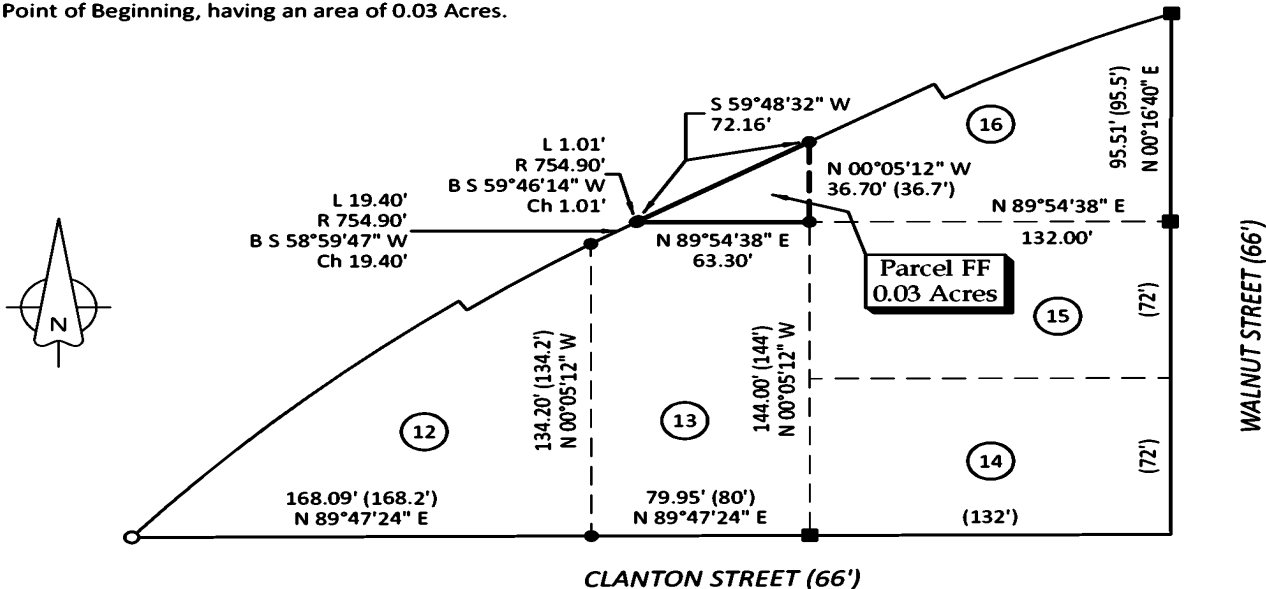 Point of Beginning, having an area of 0.03 Acres.
S 59°48'32" W
72.16'
16
95.51' (95.5')
N 00°16'40" E
L 1.01'
R 754.90'
B S 59°46'14" W
Ch 1.01'
N 00°05'12" W
36.70' (36.7')
L 19.40'
R 754.90'
B S 58°59'47" W
Ch 19.40'
N 89°54'38" E
132.00'
N 89°54'38" E
63.30'
Parcel FF
0.03 Acres
N
15
(72')
WALNUT STREET (66')
134.20' (134.2')
N 00°05'12" W
144.00' (144')
N 00°05'12" W
12
13
14
(72')
168.09' (168.2')
N 89°47'24" E
79.95' (80')
N 89°47'24" E
(132')
CLANTON STREET (66')